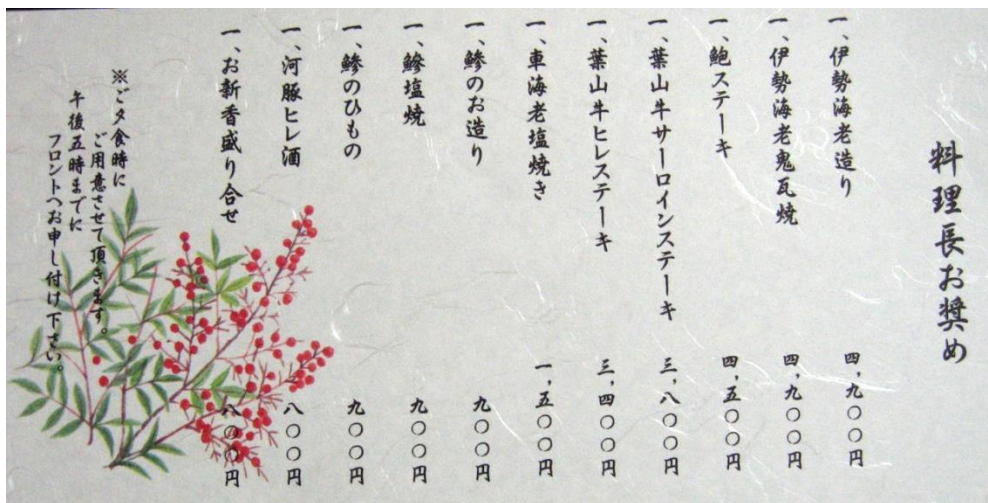 料理長お奨め
一、伊勢海老造り 四，九〇〇円
一、伊勢海老鬼瓦焼 四，九〇〇円
一、鮑ステーキ 四，五〇〇円
一、葉山牛サーロインステーキ 三，八〇〇円
一、葉山牛ヒレステーキ 三，四〇〇円
一、車海老塩焼き 一，五〇〇円
一、鯵のお造り 九〇〇円
一、鯵塩焼 九〇〇円
一、鯵のひもの 九〇〇円
一、河豚ヒレ酒 八〇〇円
一、お新香盛り合せ 八〇〇円
※ご夕食時に
ご用意させて頂きます。
午後五時までに
フロントへお申し付け下さい。